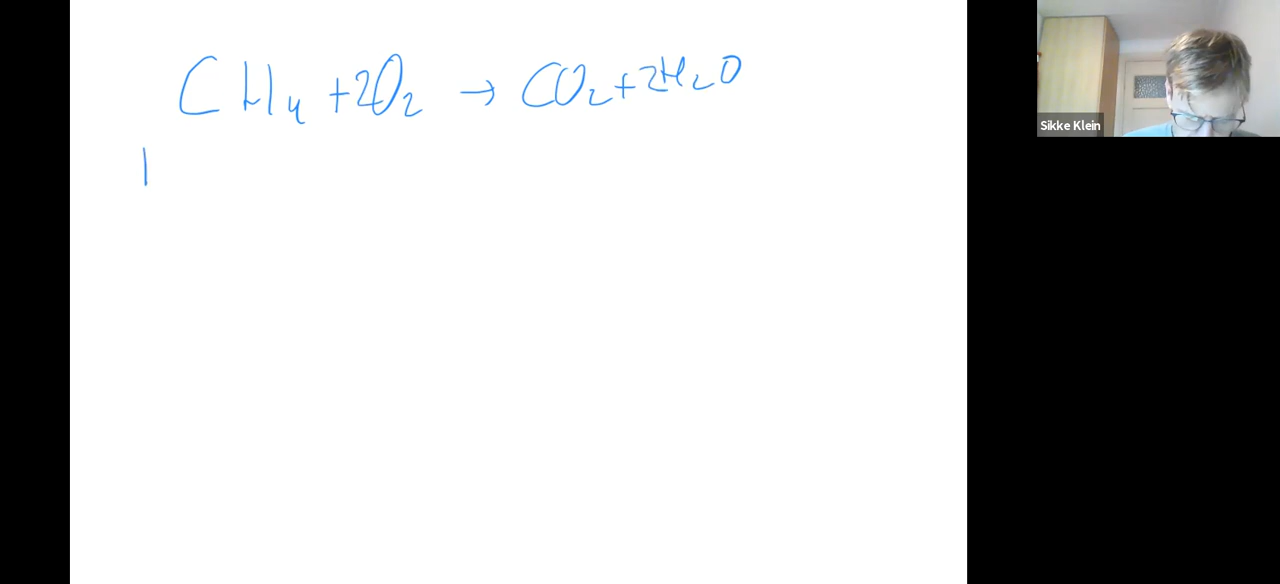 CH₄ + 2O₂ → CO₂ + 2H₂O
|
Sikke Klein